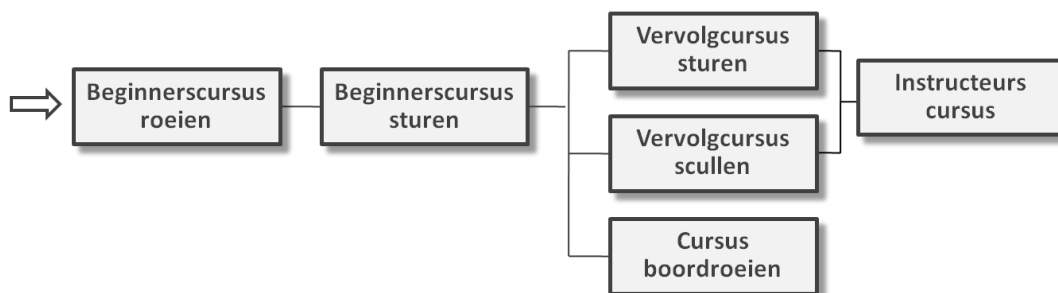 Beginnerscursus
roeien
Beginnerscursus
sturen
Vervolgcursus
sturen
Vervolgcursus
scullen
Cursus
boordroeien
Instructeurs
cursus